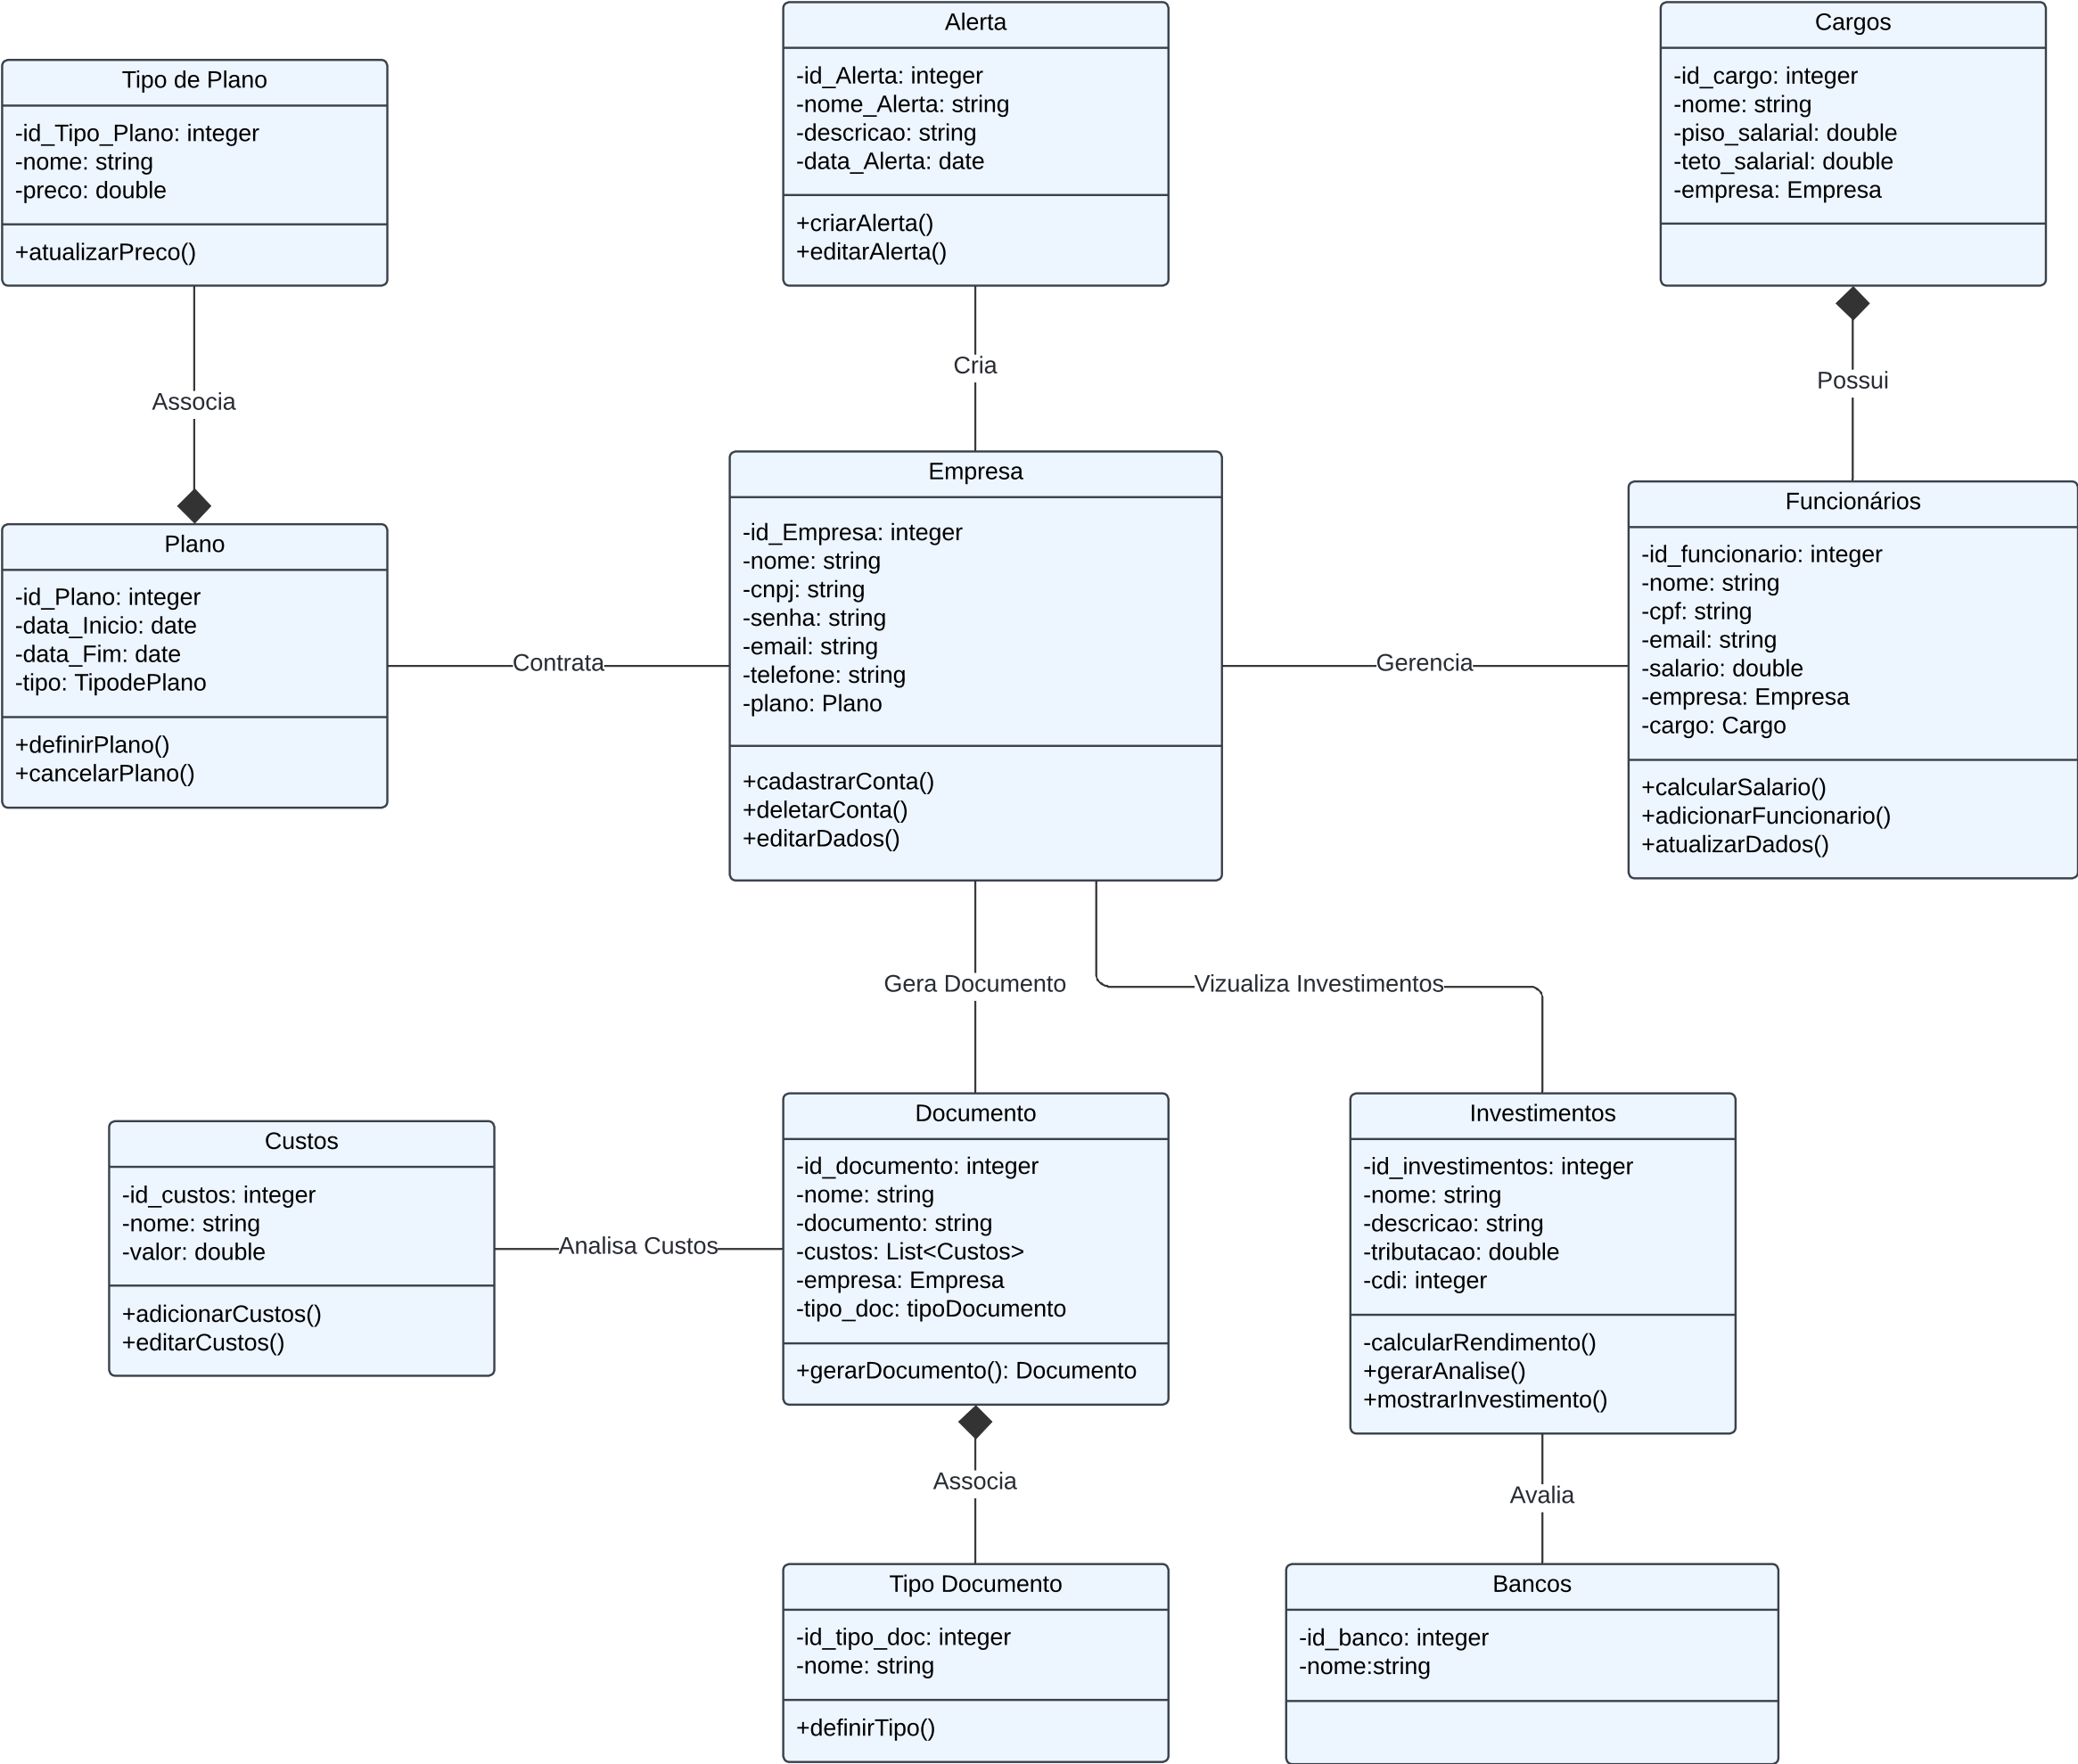 Tipo de Plano
-id_Tipo_Plano: integer
-nome: string
-preco: double
+atualizarPreco()
Alerta
-id_Alerta: integer
-nome_Alerta: string
-descricao: string
-data_Alerta: date
+criarAlerta()
+editarAlerta()
Cargos
-id_cargo: integer
-nome: string
-piso_salarial: double
-teto_salarial: double
-empresa: Empresa
Associa
Cria
Possui
Plano
-id_Plano: integer
-data_Inicio: date
-data_Fim: date
-tipo: TipodePlano
+definirPlano()
+cancelarPlano()
Contrata
Empresa
-id_Empresa: integer
-nome: string
-cnpj: string
-senha: string
-email: string
-telefone: string
-plano: Plano
+cadastrarConta()
+deletarConta()
+editarDados()
Gerencia
Funcionários
-id_funcionario: integer
-nome: string
-cpf: string
-email: string
-salario: double
-empresa: Empresa
-cargo: Cargo
+calcularSalario()
+adicionarFuncionario()
+atualizarDados()
Gera Documento
Vizualiza Investimentos
Custos
-id_custos: integer
-nome: string
-valor: double
+adicionarCustos()
+editarCustos()
Analisa Custos
Documento
-id_documento: integer
-nome: string
-documento: string
-custos: List<Custos>
-empresa: Empresa
-tipo_doc: tipoDocumento
+gerarDocumento(): Documento
Investimentos
-id_investimentos: integer
-nome: string
-descricao: string
-tributacao: double
-cdi: integer
-calcularRendimento()
+gerarAnalise()
+mostrarInvestimento()
Associa
Avalia
Tipo Documento
-id_tipo_doc: integer
-nome: string
+definirTipo()
Bancos
-id_banco: integer
-nome:string